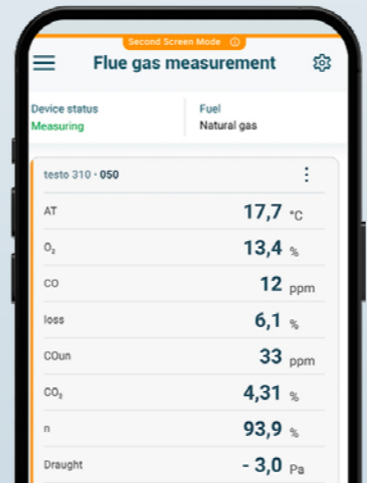 Second Screen Mode
Flue gas measurement
Device status
Measuring
Fuel
Natural gas
testo 310 • 050
AT 17,7 °C
O₂ 13,4 %
CO 12 ppm
loss 6,1 %
COun 33 ppm
CO₂ 4,31 %
n 93,9 %
Draught - 3,0 Pa